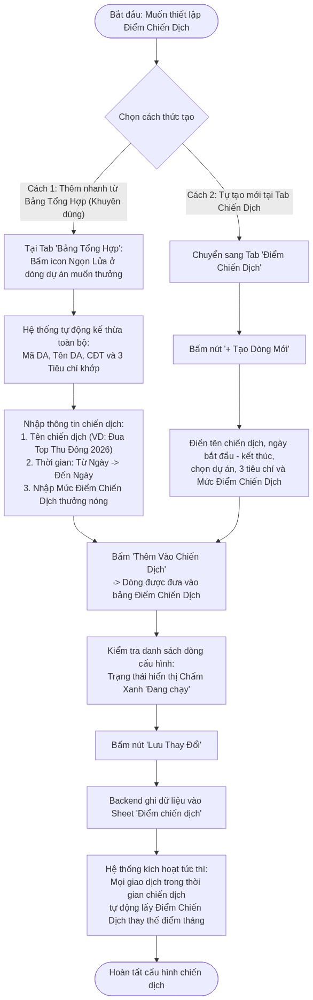 Bắt đầu: Muốn thiết lập
Điểm Chiến Dịch
Chọn cách thức tạo
Cách 1: Thêm nhanh từ
Bảng Tổng Hợp (Khuyên
dùng)
Cách 2: Tự tạo mới tại Tab
Chiến Dịch
Tại Tab 'Bảng Tổng Hợp':
Bấm icon Ngọn Lửa ở
dòng dự án muốn thưởng
Chuyển sang Tab 'Điểm
Chiến Dịch'
Hệ thống tự động kế thừa
toàn bộ:
Mã DA, Tên DA, CĐT và 3
Tiêu chí khớp
Bấm nút '+ Tạo Dòng Mới'
Nhập thông tin chiến dịch:
1. Tên chiến dịch (VD: Đua
Top Thu Đông 2026)
2. Thời gian: Từ Ngày ->
Đến Ngày
3. Nhập Mức Điểm Chiến
Dịch thưởng nóng
Điền tên chiến dịch, ngày
bắt đầu - kết thúc,
chọn dự án, 3 tiêu chí và
Mức Điểm Chiến Dịch
Bấm 'Thêm Vào Chiến
Dịch'
-> Dòng được đưa vào
bảng Điểm Chiến Dịch
Kiểm tra danh sách dòng
cấu hình:
Trạng thái hiển thị Chấm
Xanh 'Đang chạy'
Bấm nút 'Lưu Thay Đổi'
Backend ghi dữ liệu vào
Sheet 'Điểm chiến dịch'
Hệ thống kích hoạt tức thì:
Mọi giao dịch trong thời
gian chiến dịch
tự động lấy Điểm Chiến
Dịch thay thế điểm tháng
Hoàn tất cấu hình chiến
dịch